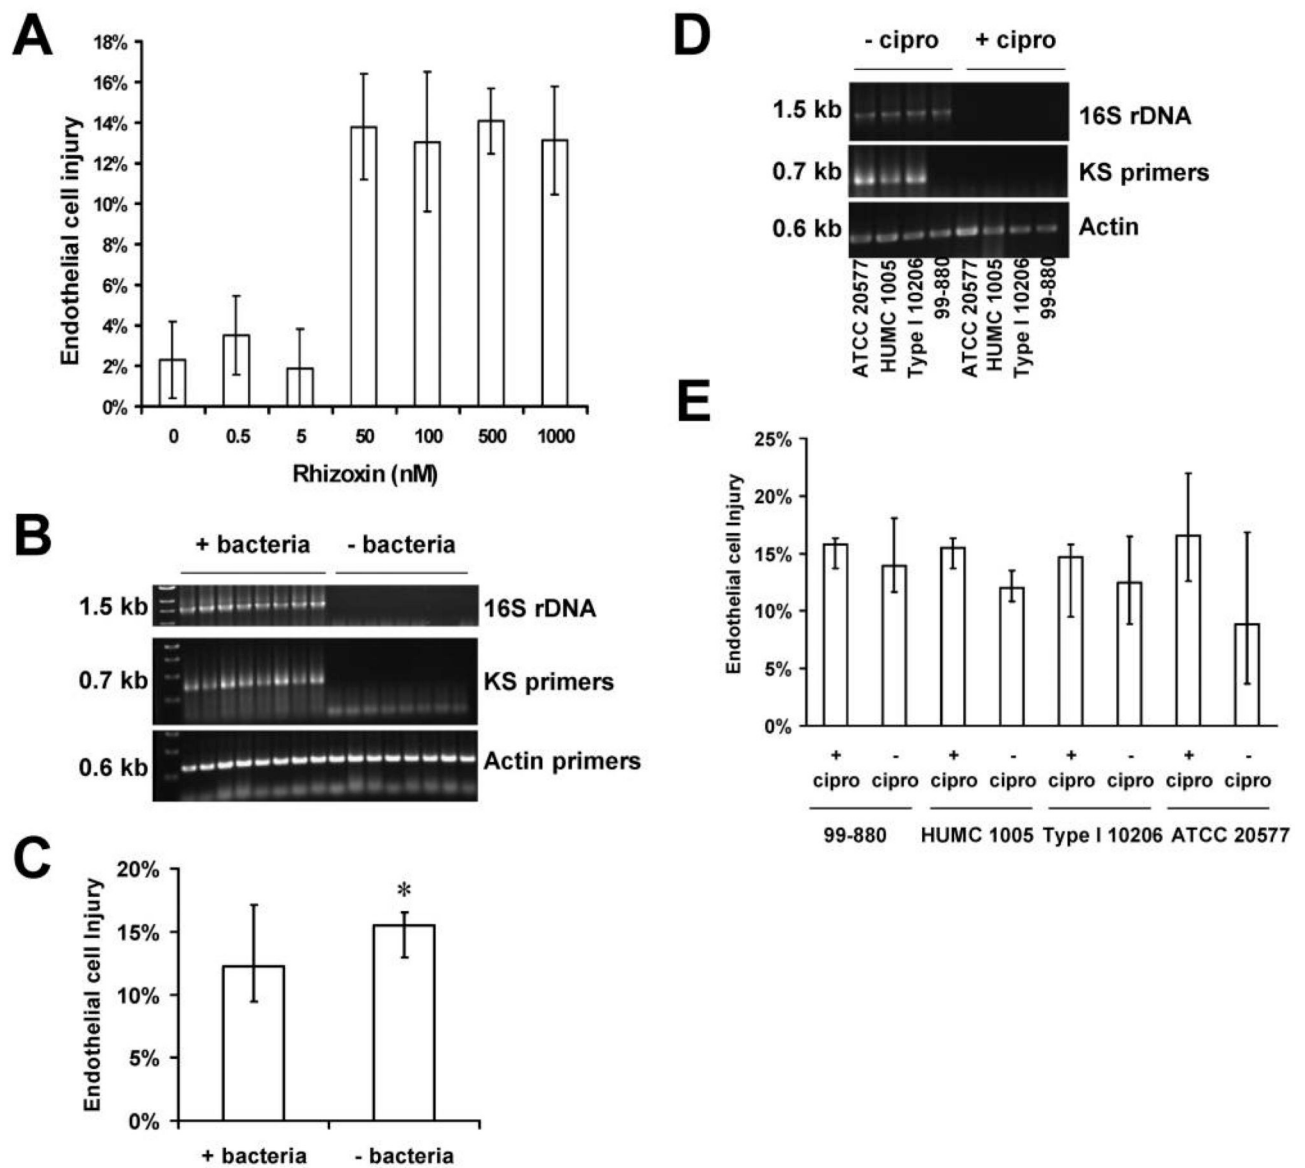 A
18%
16%
14%
12%
10%
8%
6%
4%
2%
0%
Endothelial cell injury
0 0.5 5 50 100 500 1000
Rhizoxin (nM)
B
+ bacteria - bacteria
1.5 kb 16S rDNA
0.7 kb KS primers
0.6 kb Actin primers
C
20%
15%
10%
5%
0%
Endothelial cell Injury
*
+ bacteria - bacteria
D
- cipro + cipro
1.5 kb 16S rDNA
0.7 kb KS primers
0.6 kb Actin
ATCC 20577
HUMC 1005
Type I 10206
99-880
ATCC 20577
HUMC 1005
Type I 10206
99-880
E
25%
20%
15%
10%
5%
0%
Endothelial cell Injury
+ - + - + - + -
cipro cipro cipro cipro cipro cipro cipro cipro
99-880 HUMC 1005 Type I 10206 ATCC 20577